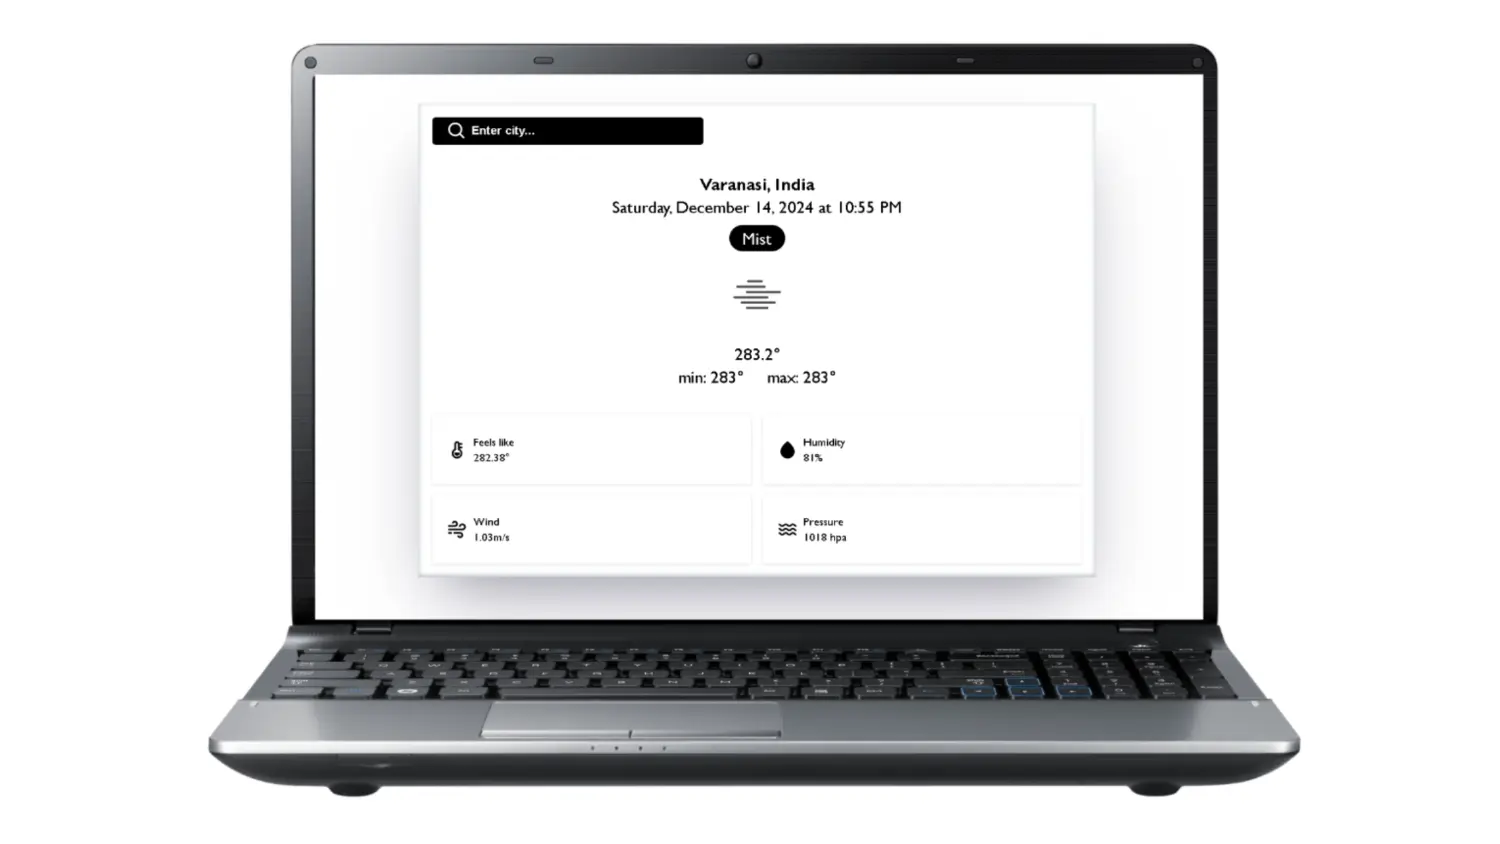 Enter city...
Varanasi, India
Saturday, December 14, 2024 at 10:55 PM
Mist
283.2°
min: 283° max: 283°
Feels like
282.38°
Humidity
81%
Wind
1.03m/s
Pressure
1018 hpa